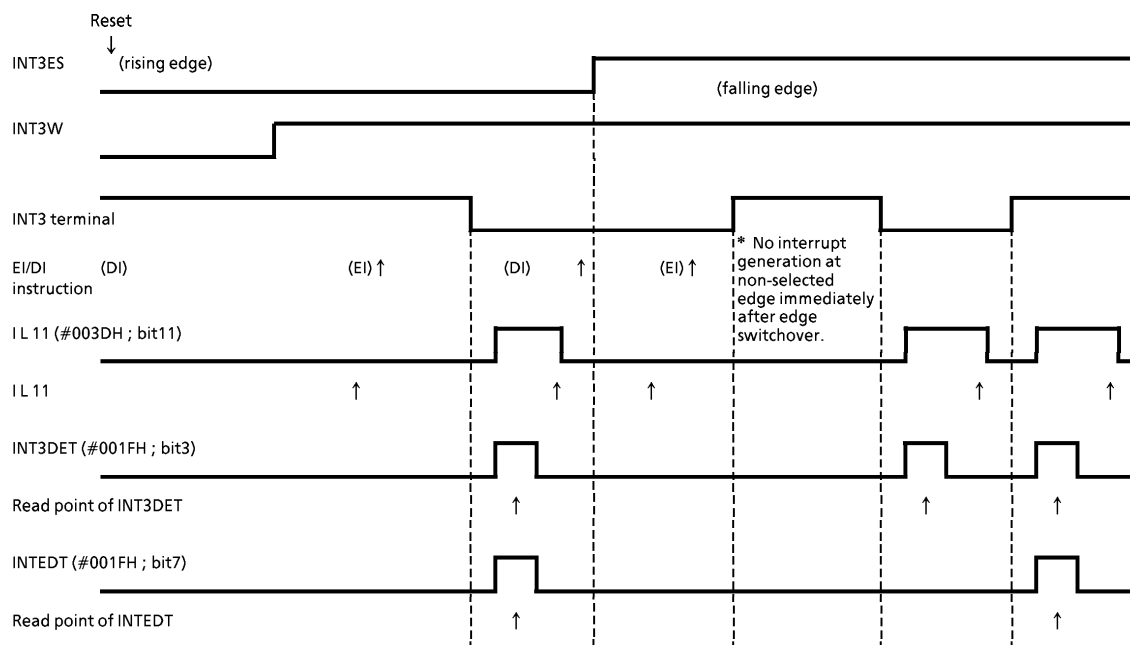 Reset
↓
INT3ES (rising edge)
(falling edge)
INT3W
INT3 terminal
* No interrupt
generation at
non-selected
edge immediately
after edge
switchover.
EI/DI (DI) (EI)↑ (DI) ↑ (EI)↑
instruction
I L 11 (#003DH ; bit11)
I L 11 ↑ ↑ ↑ ↑ ↑
INT3DET (#001FH ; bit3)
Read point of INT3DET ↑ ↑ ↑
INTEDT (#001FH ; bit7)
Read point of INTEDT ↑ ↑